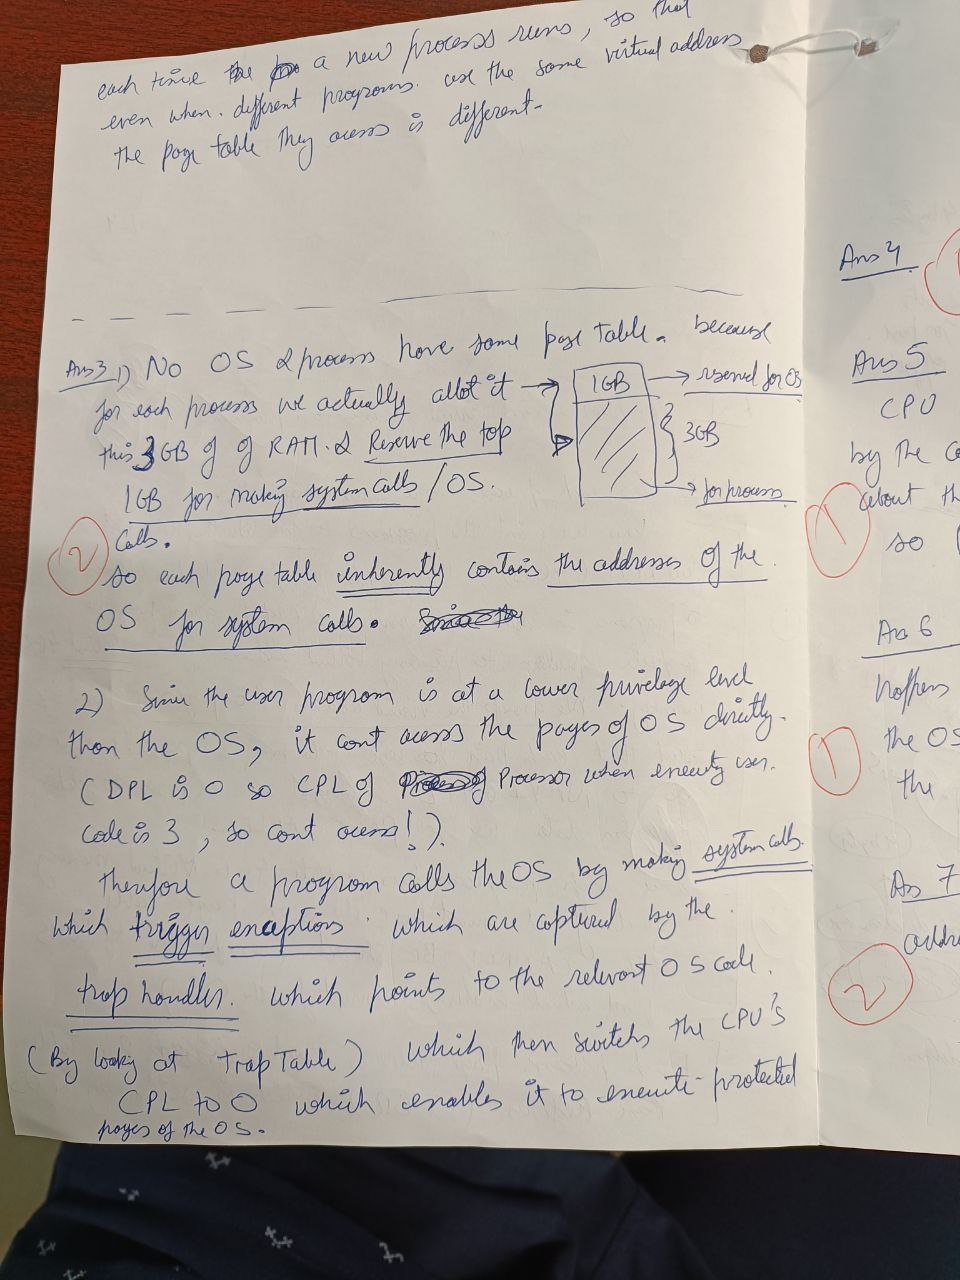 each time a new process runs, so that
even when different programs use the same virtual address
the page table they acess is different-
Ans3 1) No OS & process have same page table. because
for each process we actually allot it
this 3GB of RAM. & Reserve the top
1GB for making system calls / OS.
Calls.
1GB
reserved for OS
3GB
for process
2
so each page table inherently contains the addresses of the
OS for system calls.
2) Since the user program is at a lower privelage level
than the OS, it cant acess the pages of OS directly.
(DPL is 0 so CPL of Processor when executing user.
code is 3, so cant acess!).
Therfore a program calls the OS by making system calls.
which trigger exceptions which are captured by the
trap handler. which points to the relevant OS code.
(By looking at Trap Table) which then switches the CPU's
CPL to 0 which enables it to execute protected
pages of the OS.
Ans 4
Ans 5
CPU
by the
about th
so
1
Ans 6
happens
the OS
the
1
Ans 7
addre
2